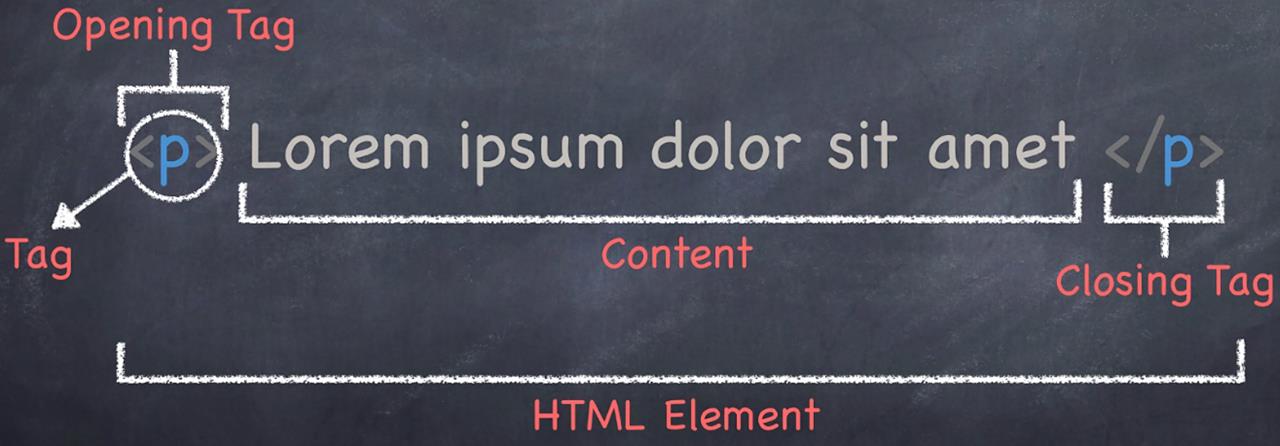 Opening Tag
<p> Lorem ipsum dolor sit amet </p>
Tag
Content
Closing Tag
HTML Element